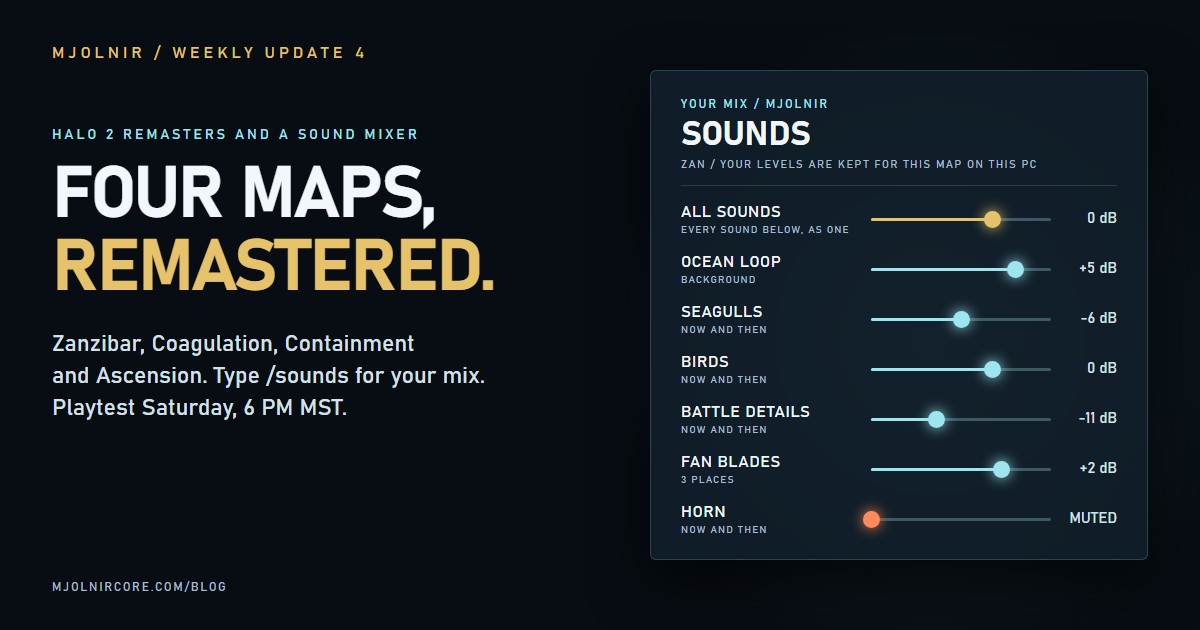 MJOLNIR / WEEKLY UPDATE 4
HALO 2 REMASTERS AND A SOUND MIXER
FOUR MAPS,
REMASTERED.
Zanzibar, Coagulation, Containment
and Ascension. Type /sounds for your mix.
Playtest Saturday, 6 PM MST.
MJOLNIRCORE.COM/BLOG
YOUR MIX / MJOLNIR
SOUNDS
ZAN / YOUR LEVELS ARE KEPT FOR THIS MAP ON THIS PC
ALL SOUNDS 0 dB
EVERY SOUND BELOW, AS ONE
OCEAN LOOP +5 dB
BACKGROUND
SEAGULLS -6 dB
NOW AND THEN
BIRDS 0 dB
NOW AND THEN
BATTLE DETAILS -11 dB
NOW AND THEN
FAN BLADES +2 dB
3 PLACES
HORN MUTED
NOW AND THEN